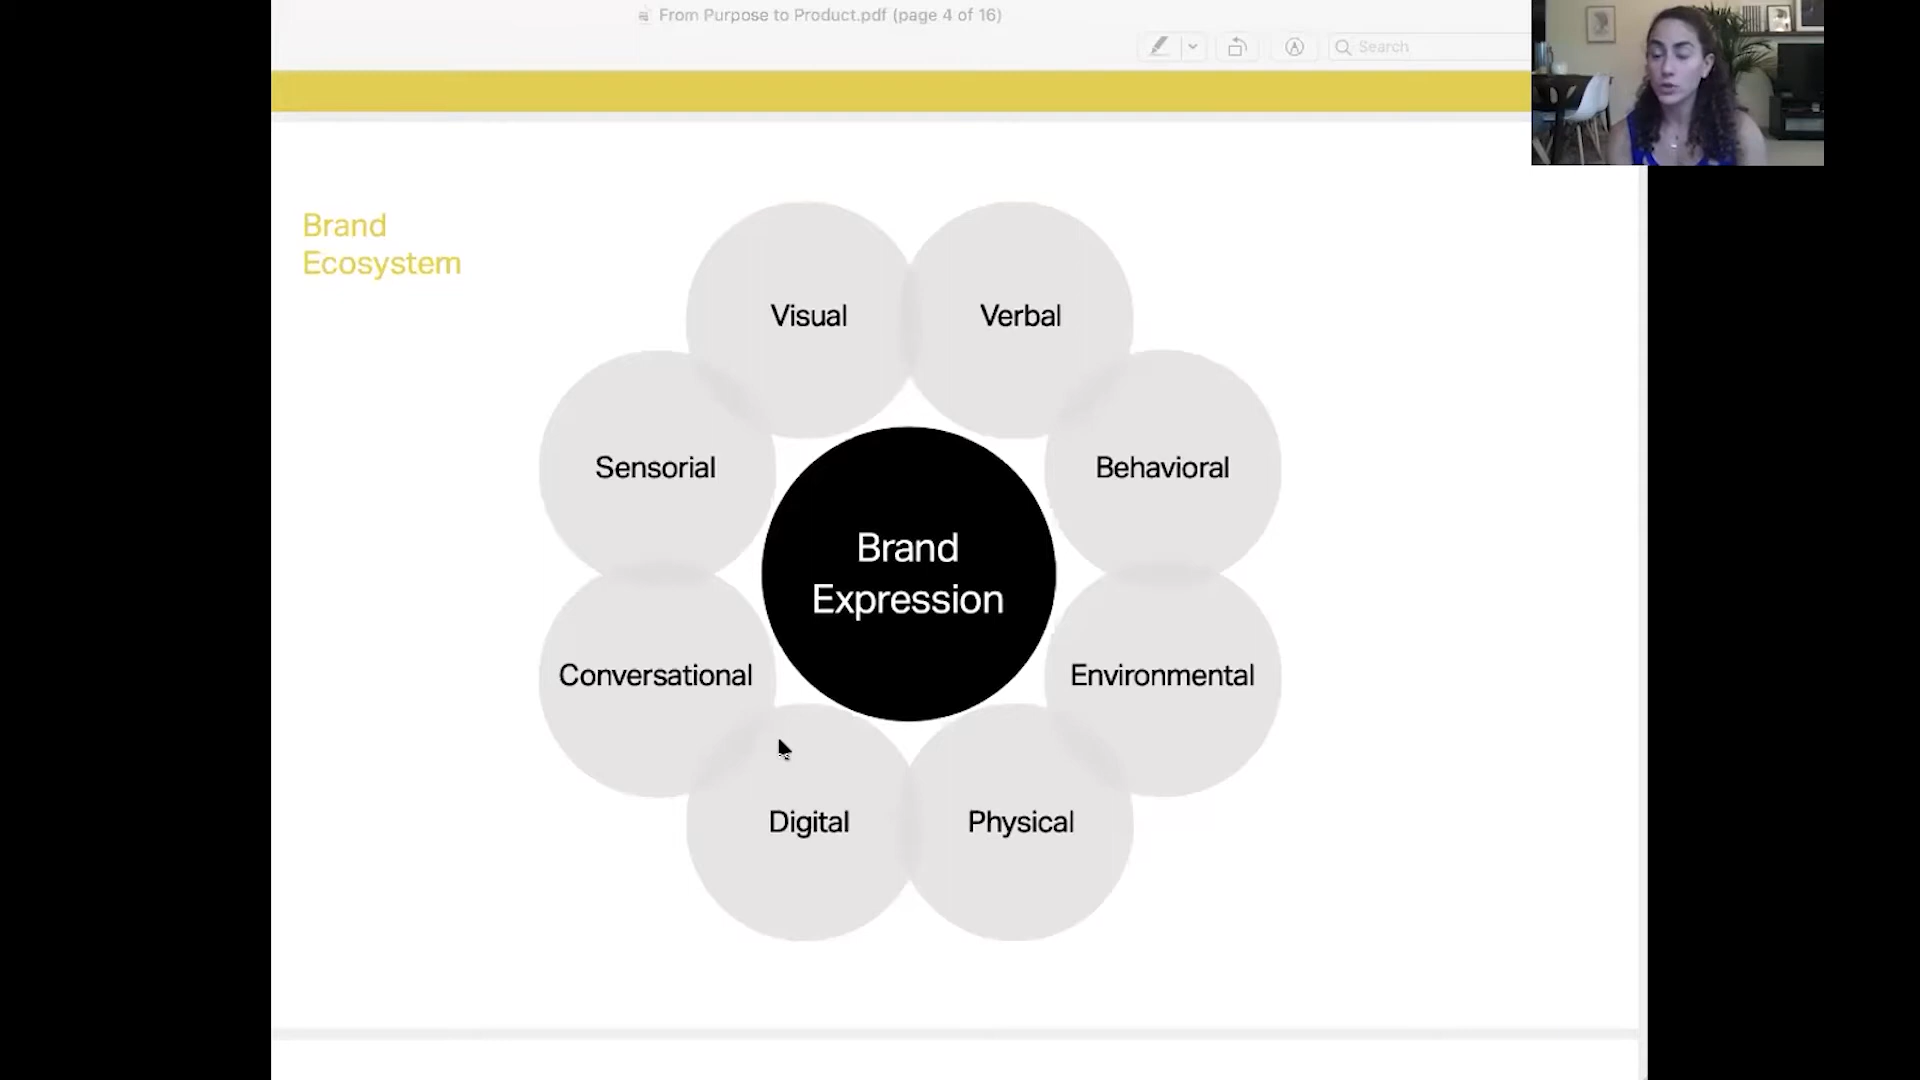 From Purpose to Product.pdf (page 4 of 16)
Search
Brand
Ecosystem
Visual
Verbal
Sensorial
Behavioral
Brand
Expression
Conversational
Environmental
Digital
Physical